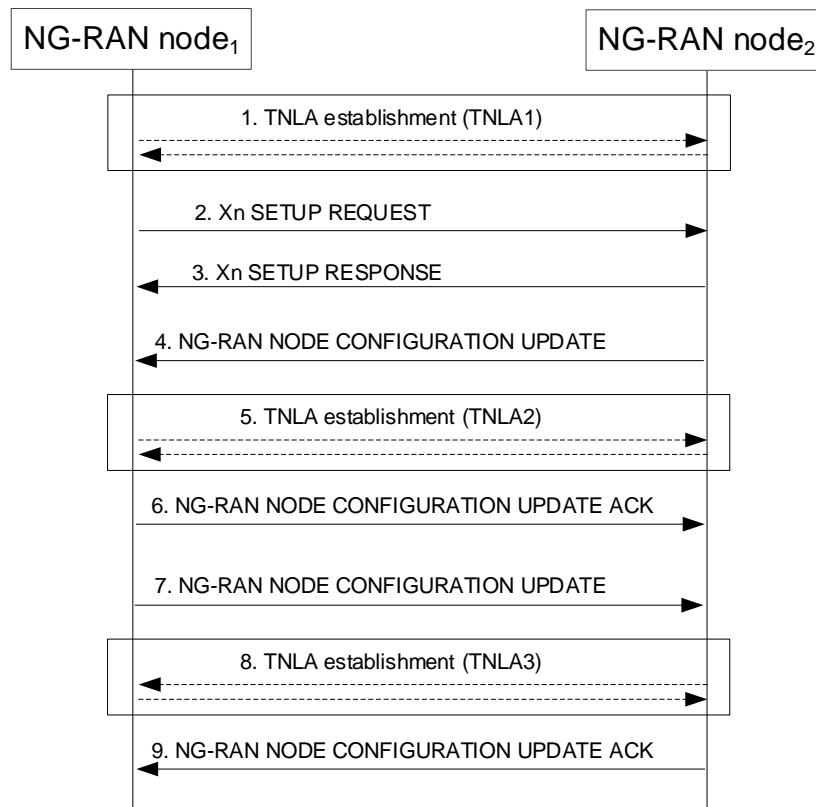 NG-RAN node₁
NG-RAN node₂
1. TNLA establishment (TNLA1)
2. Xn SETUP REQUEST
3. Xn SETUP RESPONSE
4. NG-RAN NODE CONFIGURATION UPDATE
5. TNLA establishment (TNLA2)
6. NG-RAN NODE CONFIGURATION UPDATE ACK
7. NG-RAN NODE CONFIGURATION UPDATE
8. TNLA establishment (TNLA3)
9. NG-RAN NODE CONFIGURATION UPDATE ACK